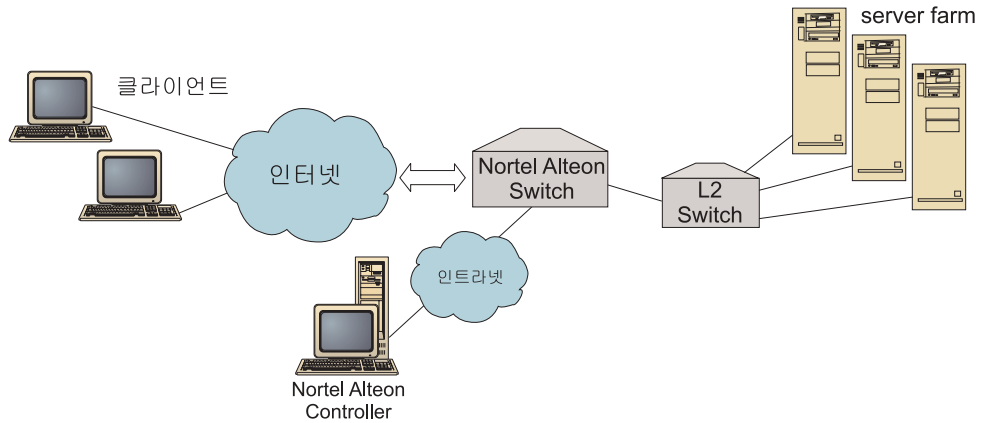 server farm
클라이언트
인터넷
Nortel Alteon
Switch
L2
Switch
인트라넷
Nortel Alteon
Controller